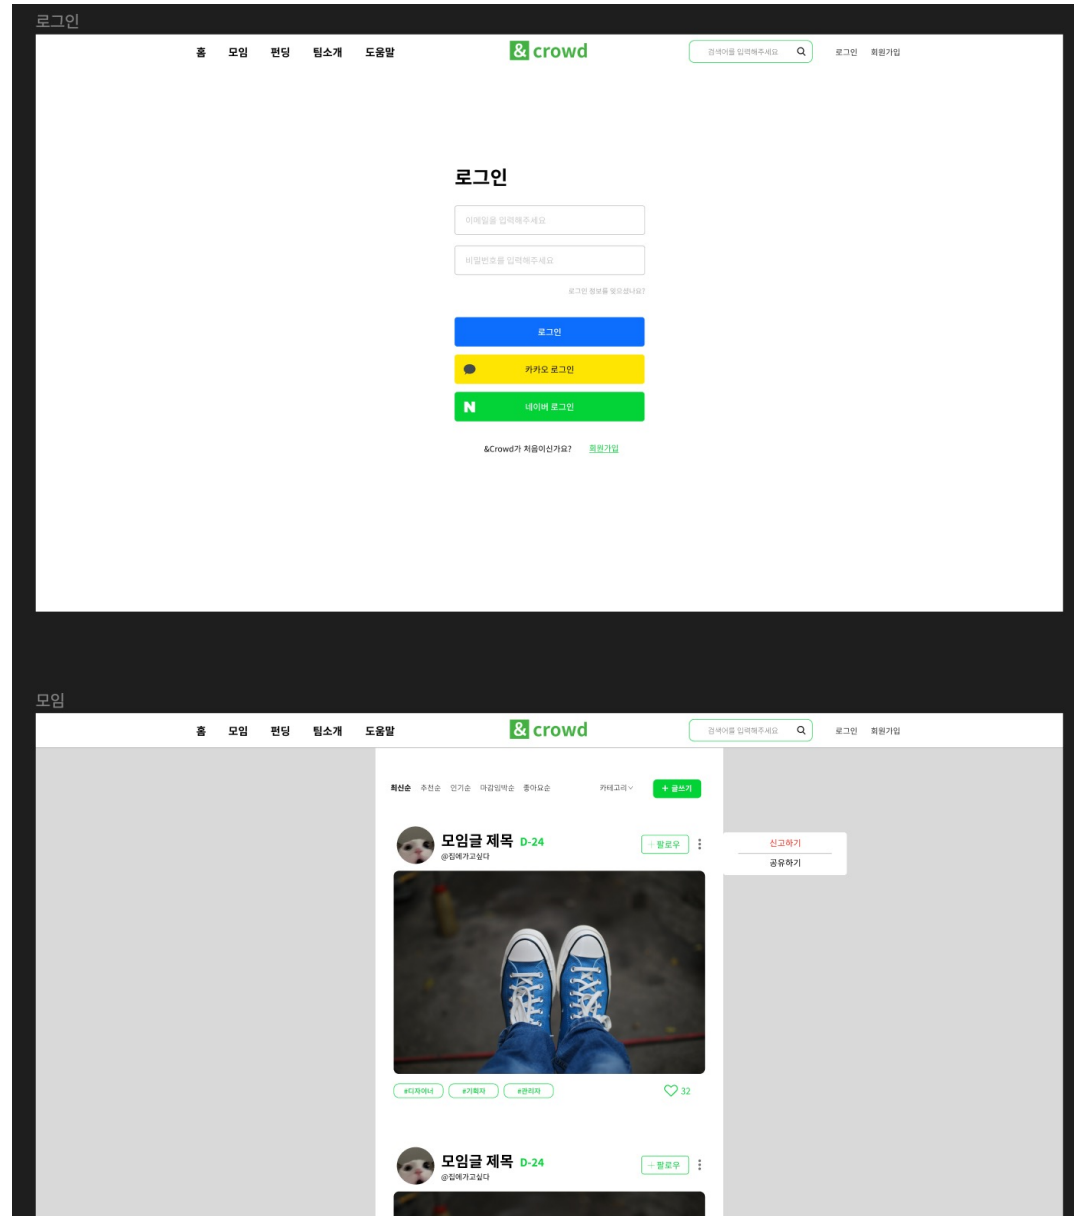 로그인
홈 모임 펀딩 팀소개 도움말 & crowd 검색어를 입력해주세요 로그인 회원가입
로그인
이메일을 입력해주세요
비밀번호를 입력해주세요
로그인 정보를 잊으셨나요?
로그인
카카오 로그인
N 네이버 로그인
&Crowd가 처음이신가요? 회원가입
모임
홈 모임 펀딩 팀소개 도움말 & crowd 검색어를 입력해주세요 로그인 회원가입
최신순 추천순 인기순 마감임박순 좋아요순 카테고리 + 글쓰기
모임글 제목 D-24 + 팔로우
@집에가고싶다
신고하기
공유하기
#디자이너 #기획자 #관리자 32
모임글 제목 D-24 + 팔로우
@집에가고싶다